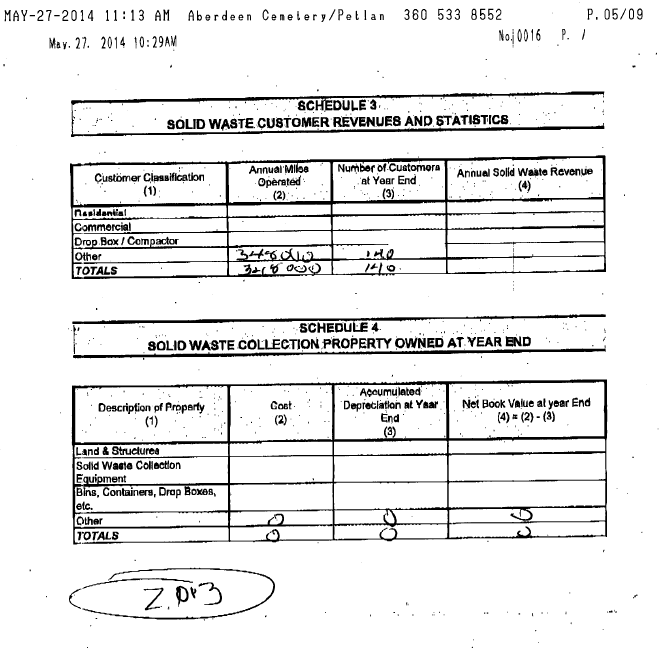 MAY-27-2014 11:13 AM Aberdeen Cemetery/Petlan 360 533 8552 P.05/09
May. 27. 2014 10:29AM No. 0016 P. 1
SCHEDULE 3
SOLID WASTE CUSTOMER REVENUES AND STATISTICS
Customer Classification (1) Annual Miles Operated (2) Number of Customers at Year End (3) Annual Solid Waste Revenue (4)
Residential
Commercial
Drop Box / Compactor
Other 348000 140
TOTALS 348000 140
SCHEDULE 4
SOLID WASTE COLLECTION PROPERTY OWNED AT YEAR END
Description of Property (1) Cost (2) Accumulated Depreciation at Year End (3) Net Book Value at year End (4) = (2) - (3)
Land & Structures
Solid Waste Collection
Equipment
Bins, Containers, Drop Boxes,
etc.
Other 0 0 0
TOTALS 0 0 0
2013